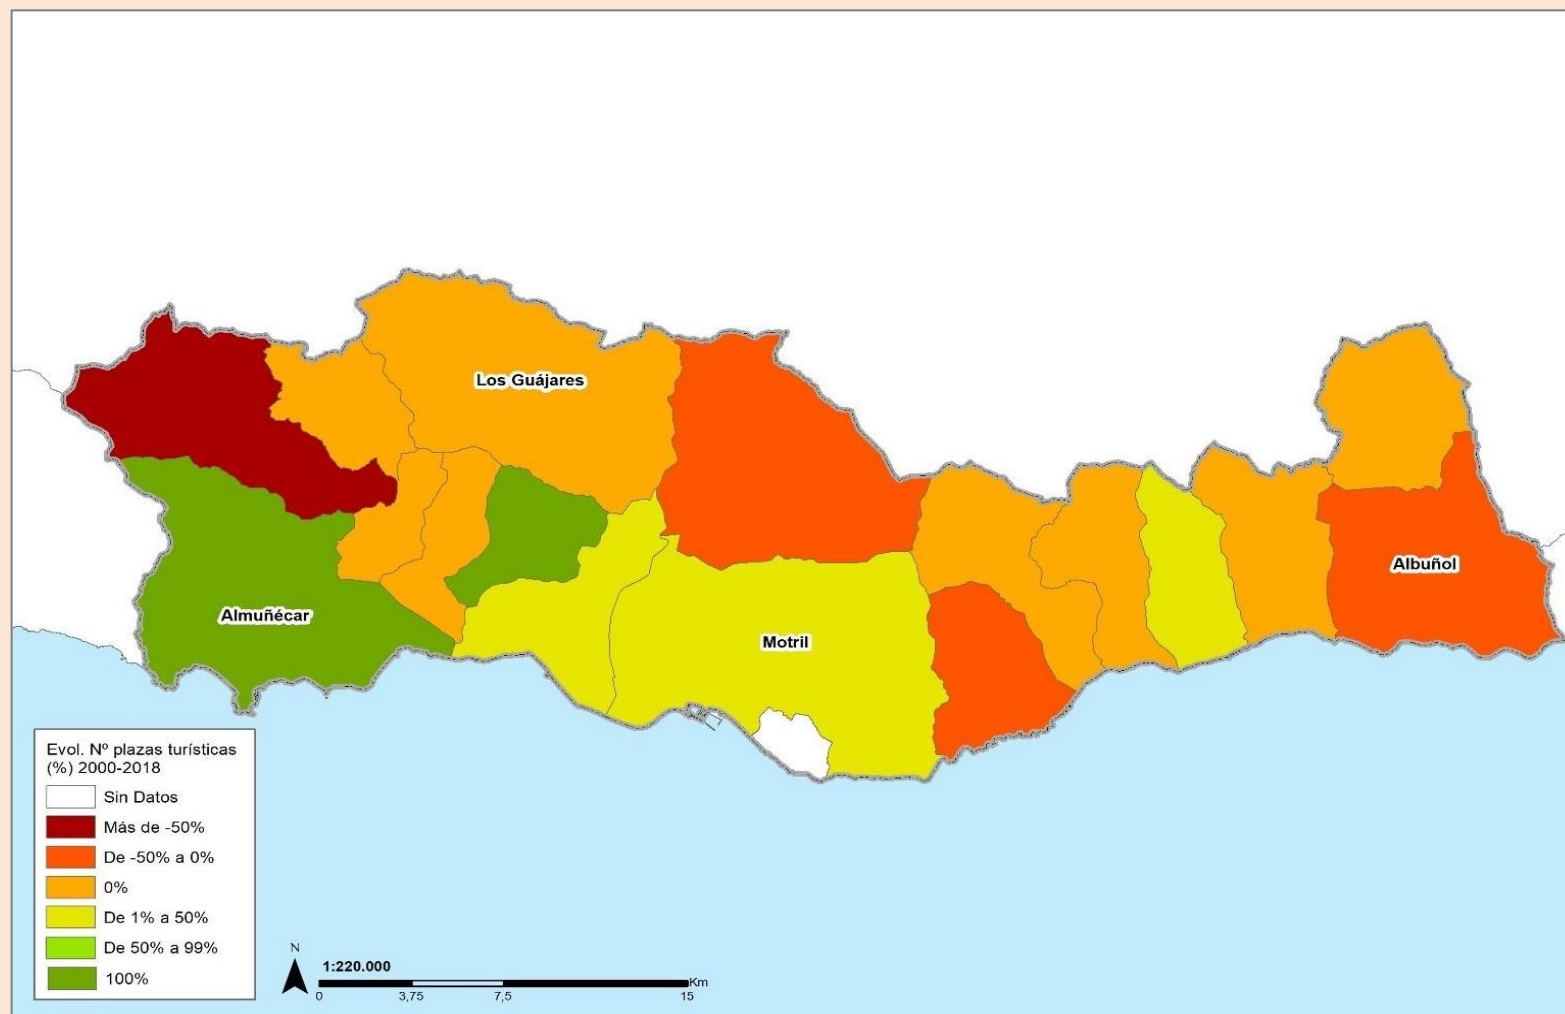 Los Guájares
Albuñol
Almuñécar
Motril
Evol. Nº plazas turísticas
(%) 2000-2018
Sin Datos
Más de -50%
De -50% a 0%
0%
De 1% a 50%
De 50% a 99%
100%
N
1:220.000
Km
0 3,75 7,5 15